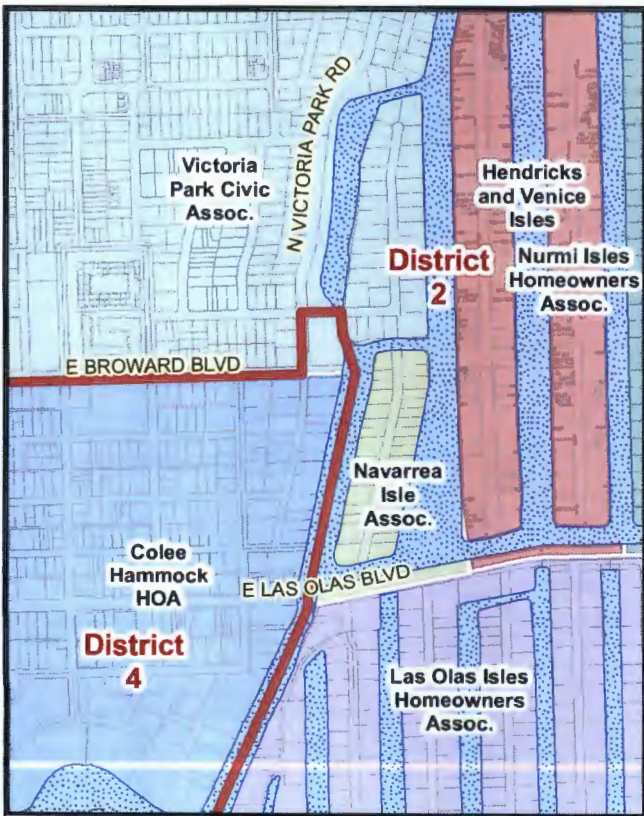 Victoria
Park Civic
Assoc.
N VICTORIA PARK RD
Hendricks
and Venice
Isles
District
2
Nurmi Isles
Homeowners
Assoc.
E BROWARD BLVD
Navarrea
Isle
Assoc.
Colee
Hammock
HOA
E LAS OLAS BLVD
District
4
Las Olas Isles
Homeowners
Assoc.